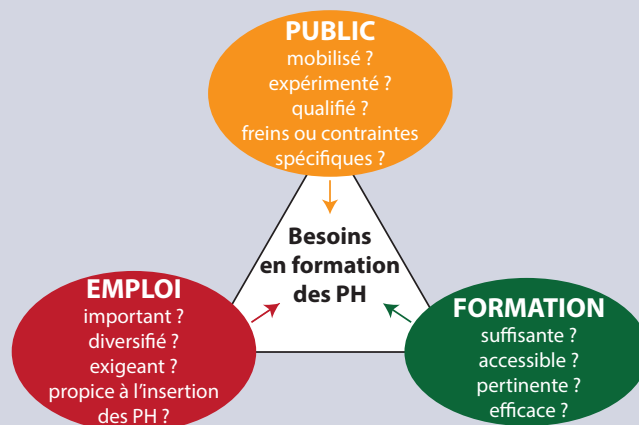 PUBLIC
mobilisé ?
expérimenté ?
qualifié ?
freins ou contraintes
spécifiques ?
Besoins
en formation
des PH
EMPLOI
important ?
diversifié ?
exigeant ?
propice à l’insertion
des PH ?
FORMATION
suffisante ?
accessible ?
pertinente ?
efficace ?